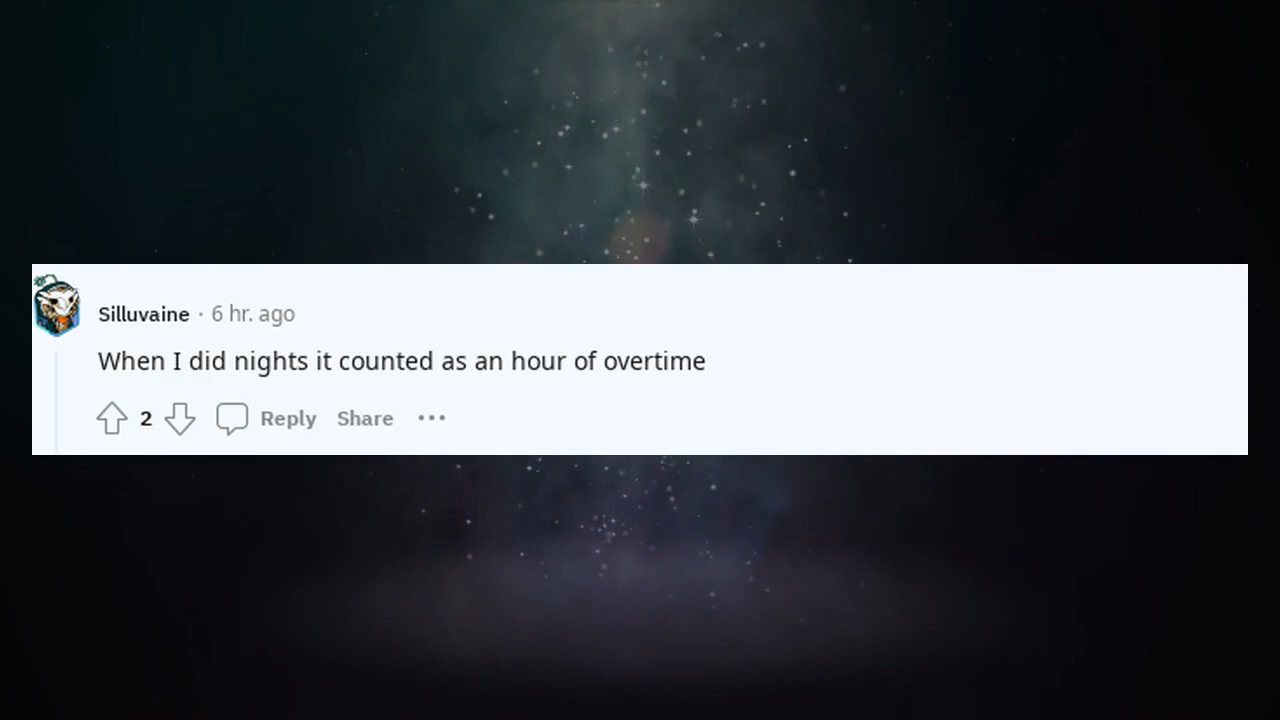 Silluvaine · 6 hr. ago
When I did nights it counted as an hour of overtime
2 Reply Share ···